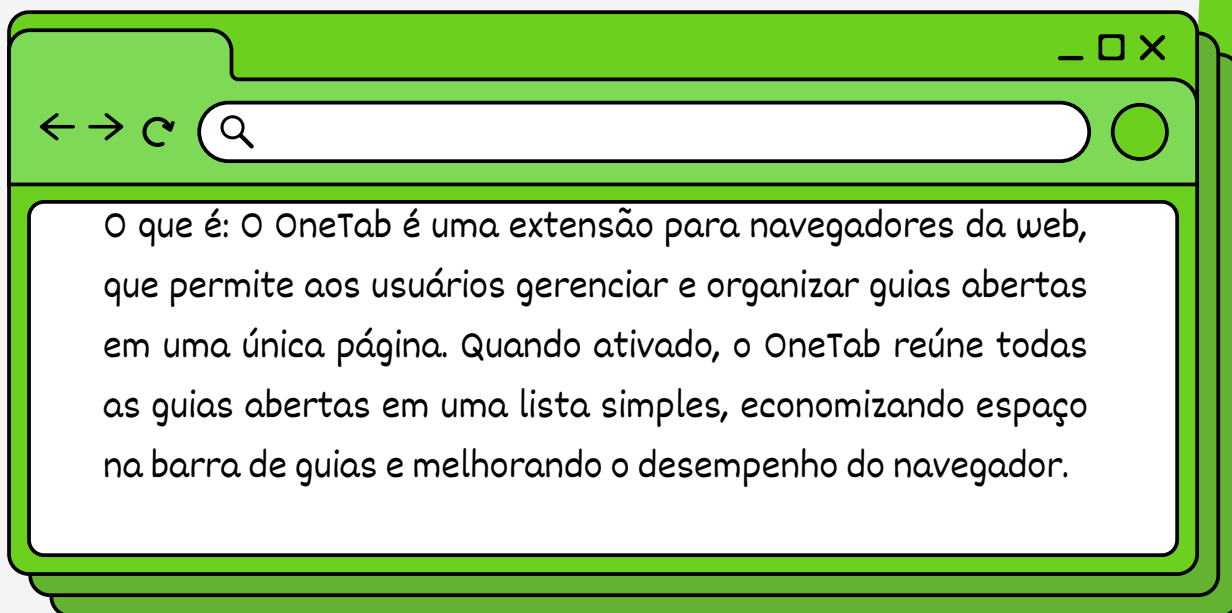 O que é: O OneTab é uma extensão para navegadores da web,
que permite aos usuários gerenciar e organizar guias abertas
em uma única página. Quando ativado, o OneTab reúne todas
as guias abertas em uma lista simples, economizando espaço
na barra de guias e melhorando o desempenho do navegador.